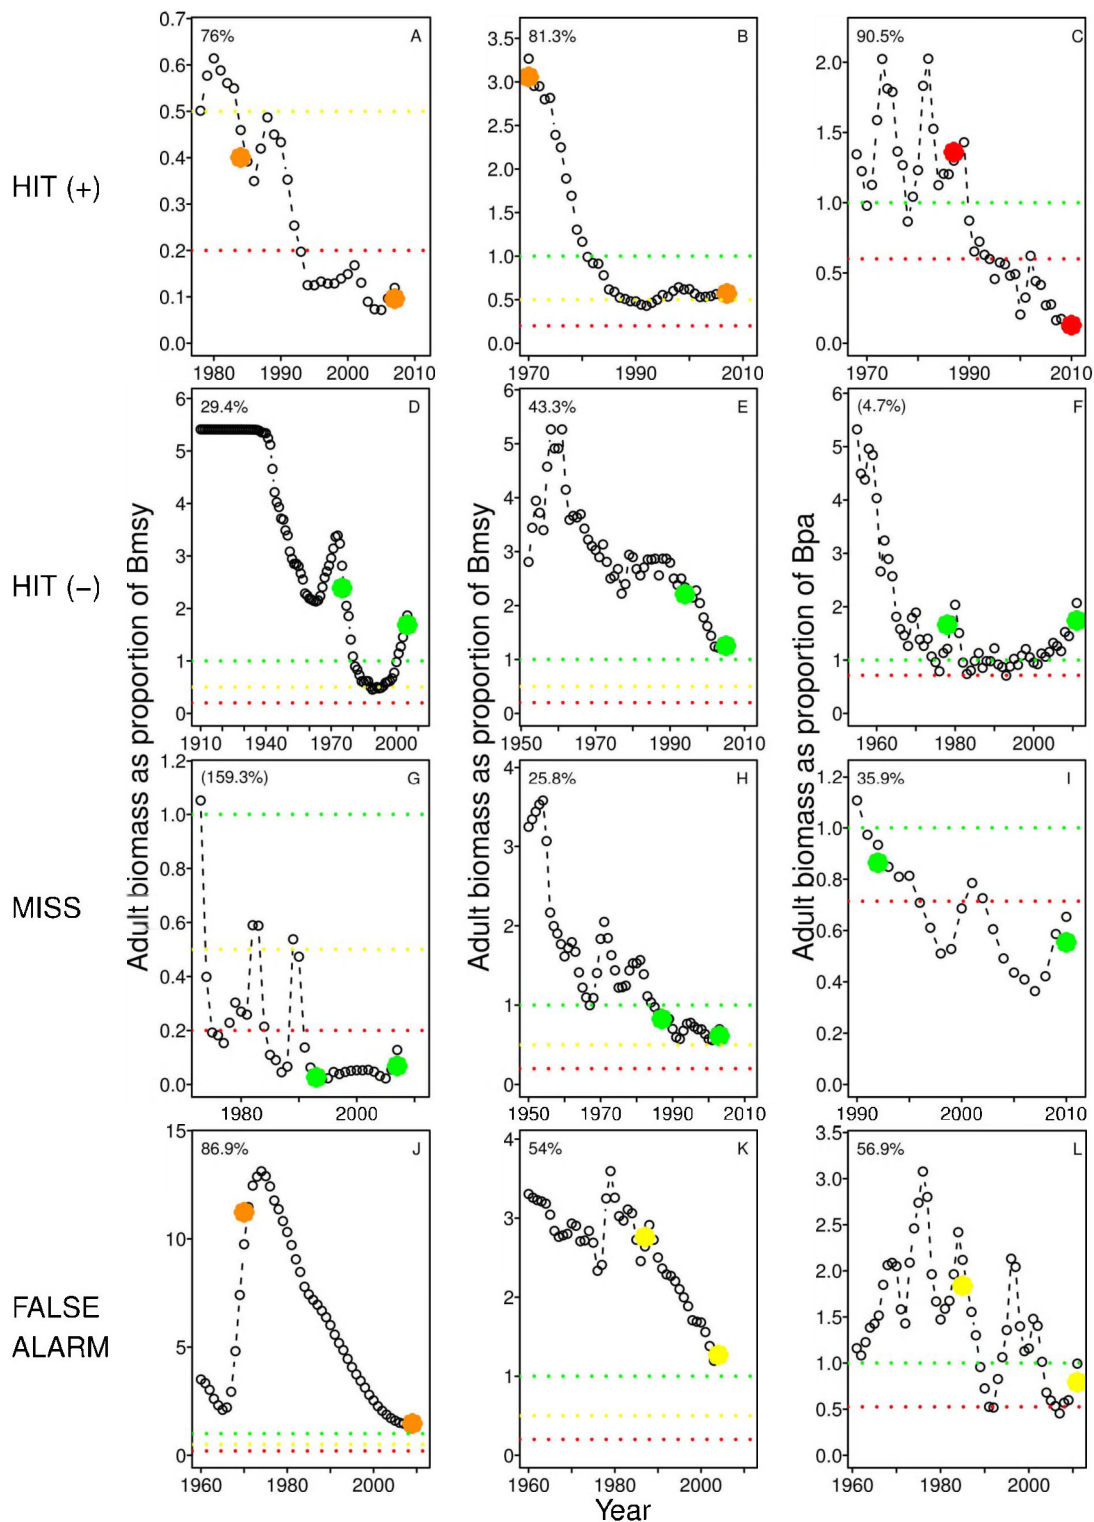 HIT (+)
76%
A
0.7
0.6
0.5
0.4
0.3
0.2
0.1
0.0
1980 1990 2000 2010
81.3%
B
3.5
3.0
2.5
2.0
1.5
1.0
0.5
0.0
1970 1990 2010
90.5%
C
2.0
1.5
1.0
0.5
0.0
1970 1990 2010
HIT (−)
29.4%
D
6
5
4
3
2
1
0
1910 1940 1970 2000
43.3%
E
6
5
4
3
2
1
0
1950 1970 1990 2010
(4.7%)
F
6
5
4
3
2
1
0
1960 1980 2000
Adult biomass as proportion of Bmsy
Adult biomass as proportion of Bmsy
Adult biomass as proportion of Bpa
MISS
(159.3%)
G
1.2
1.0
0.8
0.6
0.4
0.2
0.0
1980 2000
25.8%
H
4
3
2
1
0
1950 1970 1990 2010
35.9%
I
1.2
1.0
0.8
0.6
0.4
0.2
0.0
1990 2000 2010
FALSE
ALARM
86.9%
J
15
10
5
0
1960 1980 2000
54%
K
4
3
2
1
0
1960 1980 2000
56.9%
L
3.5
3.0
2.5
2.0
1.5
1.0
0.5
0.0
1960 1980 2000
Year